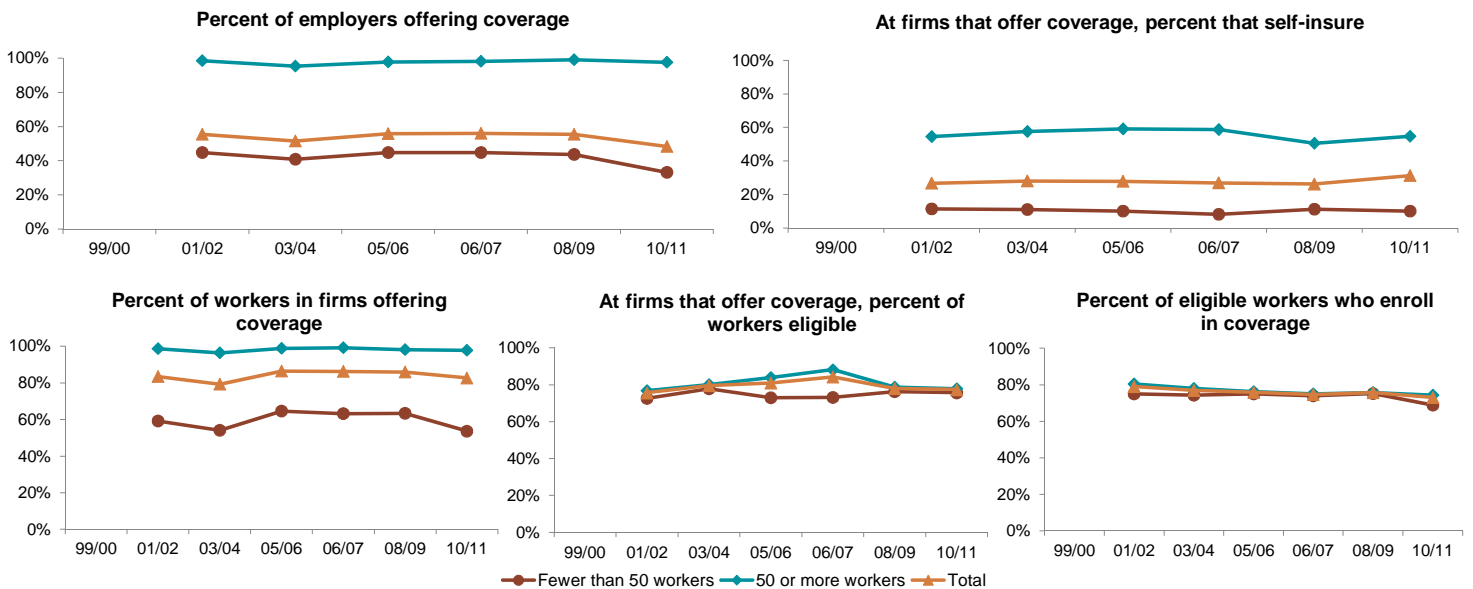 Percent of employers offering coverage
100%
80%
60%
40%
20%
0%
99/00 01/02 03/04 05/06 06/07 08/09 10/11
At firms that offer coverage, percent that self-insure
100%
80%
60%
40%
20%
0%
99/00 01/02 03/04 05/06 06/07 08/09 10/11
Percent of workers in firms offering
coverage
100%
80%
60%
40%
20%
0%
99/00 01/02 03/04 05/06 06/07 08/09 10/11
At firms that offer coverage, percent of
workers eligible
100%
80%
60%
40%
20%
0%
99/00 01/02 03/04 05/06 06/07 08/09 10/11
Percent of eligible workers who enroll
in coverage
100%
80%
60%
40%
20%
0%
99/00 01/02 03/04 05/06 06/07 08/09 10/11
Fewer than 50 workers 50 or more workers Total